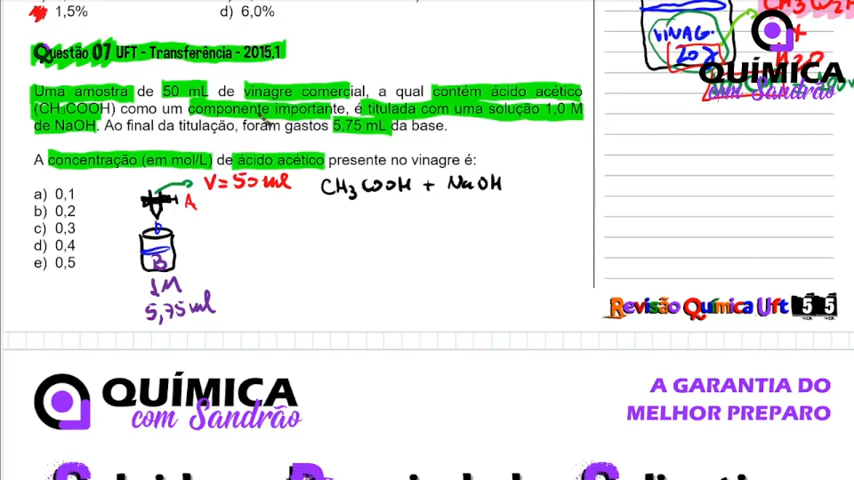 1,5%
d) 6,0%
Questão 07 UFT - Transferência - 2015.1
Uma amostra de 50 mL de vinagre comercial, a qual contém ácido acético
(CH₃COOH) como um componente importante, é titulada com uma solução 1,0 M
de NaOH. Ao final da titulação, foram gastos 5,75 mL da base.
A concentração (em mol/L) de ácido acético presente no vinagre é:
a) 0,1
b) 0,2
c) 0,3
d) 0,4
e) 0,5
V = 50 ml
A
CH₃COOH + NaOH
B
1M
5,75 ml
VINAG.
+
QUÍMICA
com Sandrão
Revisão Química Uft 55
QUÍMICA
com Sandrão
A GARANTIA DO
MELHOR PREPARO